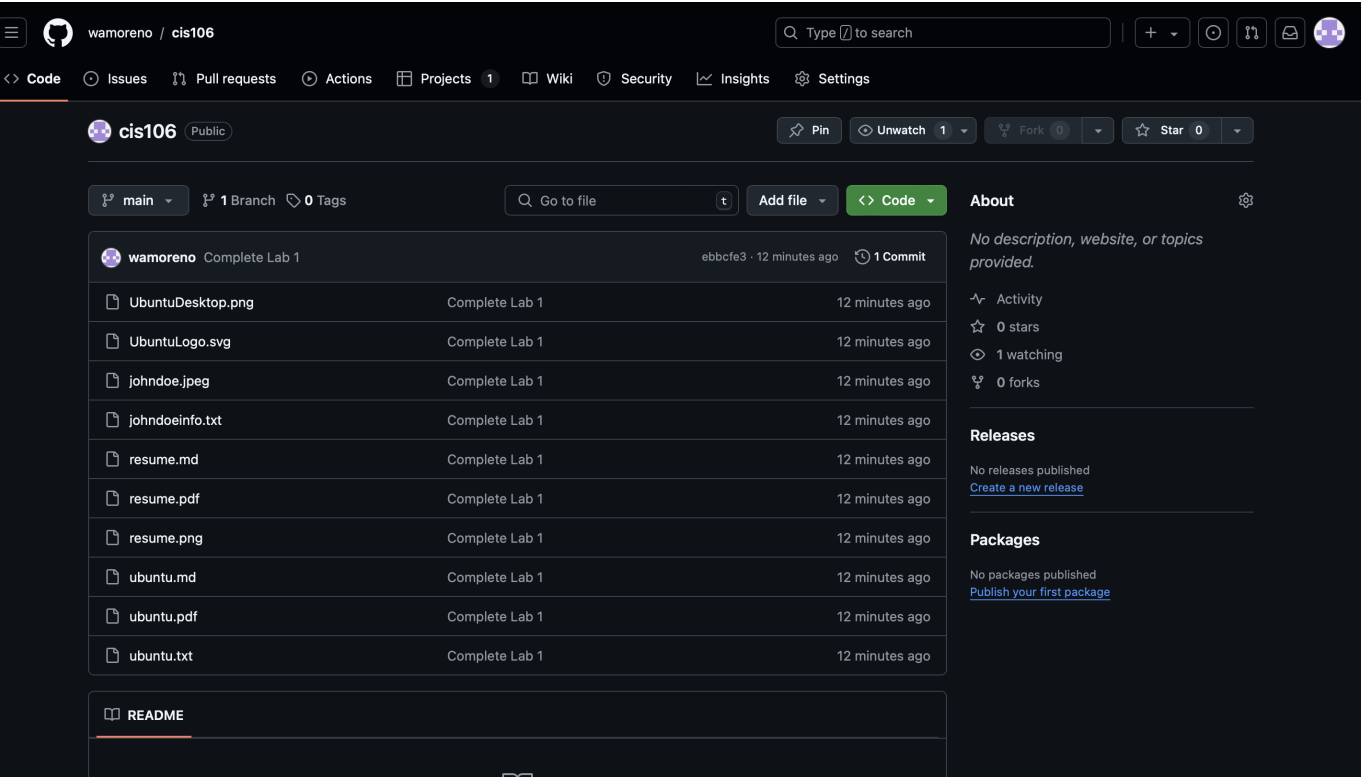 wamoreno / cis106 Type / to search
Code Issues Pull requests Actions Projects 1 Wiki Security Insights Settings
cis106 Public Pin Unwatch 1 Fork 0 Star 0
main 1 Branch 0 Tags Go to file t Add file Code
wamoreno Complete Lab 1 ebbcfe3 · 12 minutes ago 1 Commit
UbuntuDesktop.png Complete Lab 1 12 minutes ago
UbuntuLogo.svg Complete Lab 1 12 minutes ago
johndoe.jpeg Complete Lab 1 12 minutes ago
johndoeinfo.txt Complete Lab 1 12 minutes ago
resume.md Complete Lab 1 12 minutes ago
resume.pdf Complete Lab 1 12 minutes ago
resume.png Complete Lab 1 12 minutes ago
ubuntu.md Complete Lab 1 12 minutes ago
ubuntu.pdf Complete Lab 1 12 minutes ago
ubuntu.txt Complete Lab 1 12 minutes ago
README
About
No description, website, or topics
provided.
Activity
0 stars
1 watching
0 forks
Releases
No releases published
Create a new release
Packages
No packages published
Publish your first package